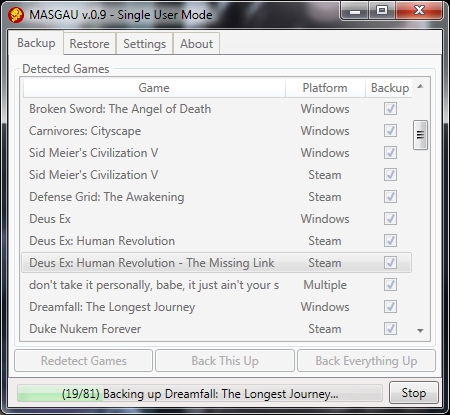 MASGAU v.0.9 - Single User Mode
Backup Restore Settings About
Detected Games
Game Platform Backup
Broken Sword: The Angel of Death Windows
Carnivores: Cityscape Windows
Sid Meier's Civilization V Windows
Sid Meier's Civilization V Steam
Defense Grid: The Awakening Steam
Deus Ex Windows
Deus Ex: Human Revolution Steam
Deus Ex: Human Revolution - The Missing Link Steam
don't take it personally, babe, it just ain't your s Multiple
Dreamfall: The Longest Journey Windows
Duke Nukem Forever Steam
Redetect Games Back This Up Back Everything Up
(19/81) Backing up Dreamfall: The Longest Journey... Stop